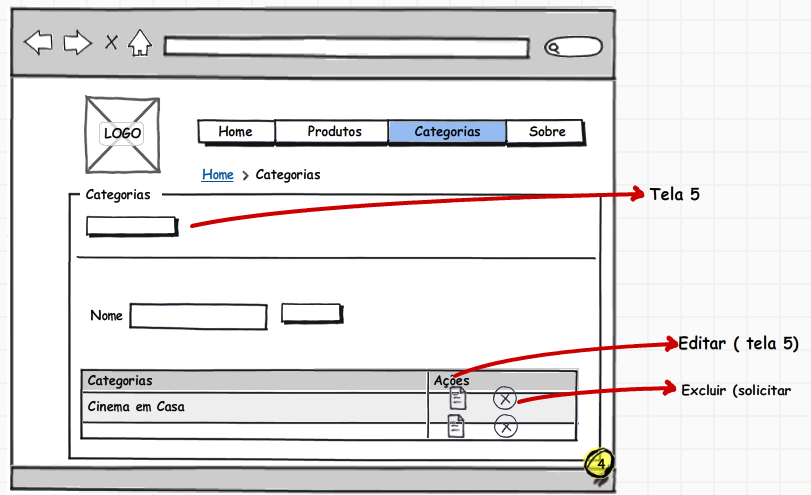 LOGO
Home Produtos Categorias Sobre
Home > Categorias
Categorias
Tela 5
Nome
Editar ( tela 5)
Categorias Ações
Excluir (solicitar
Cinema em Casa
4